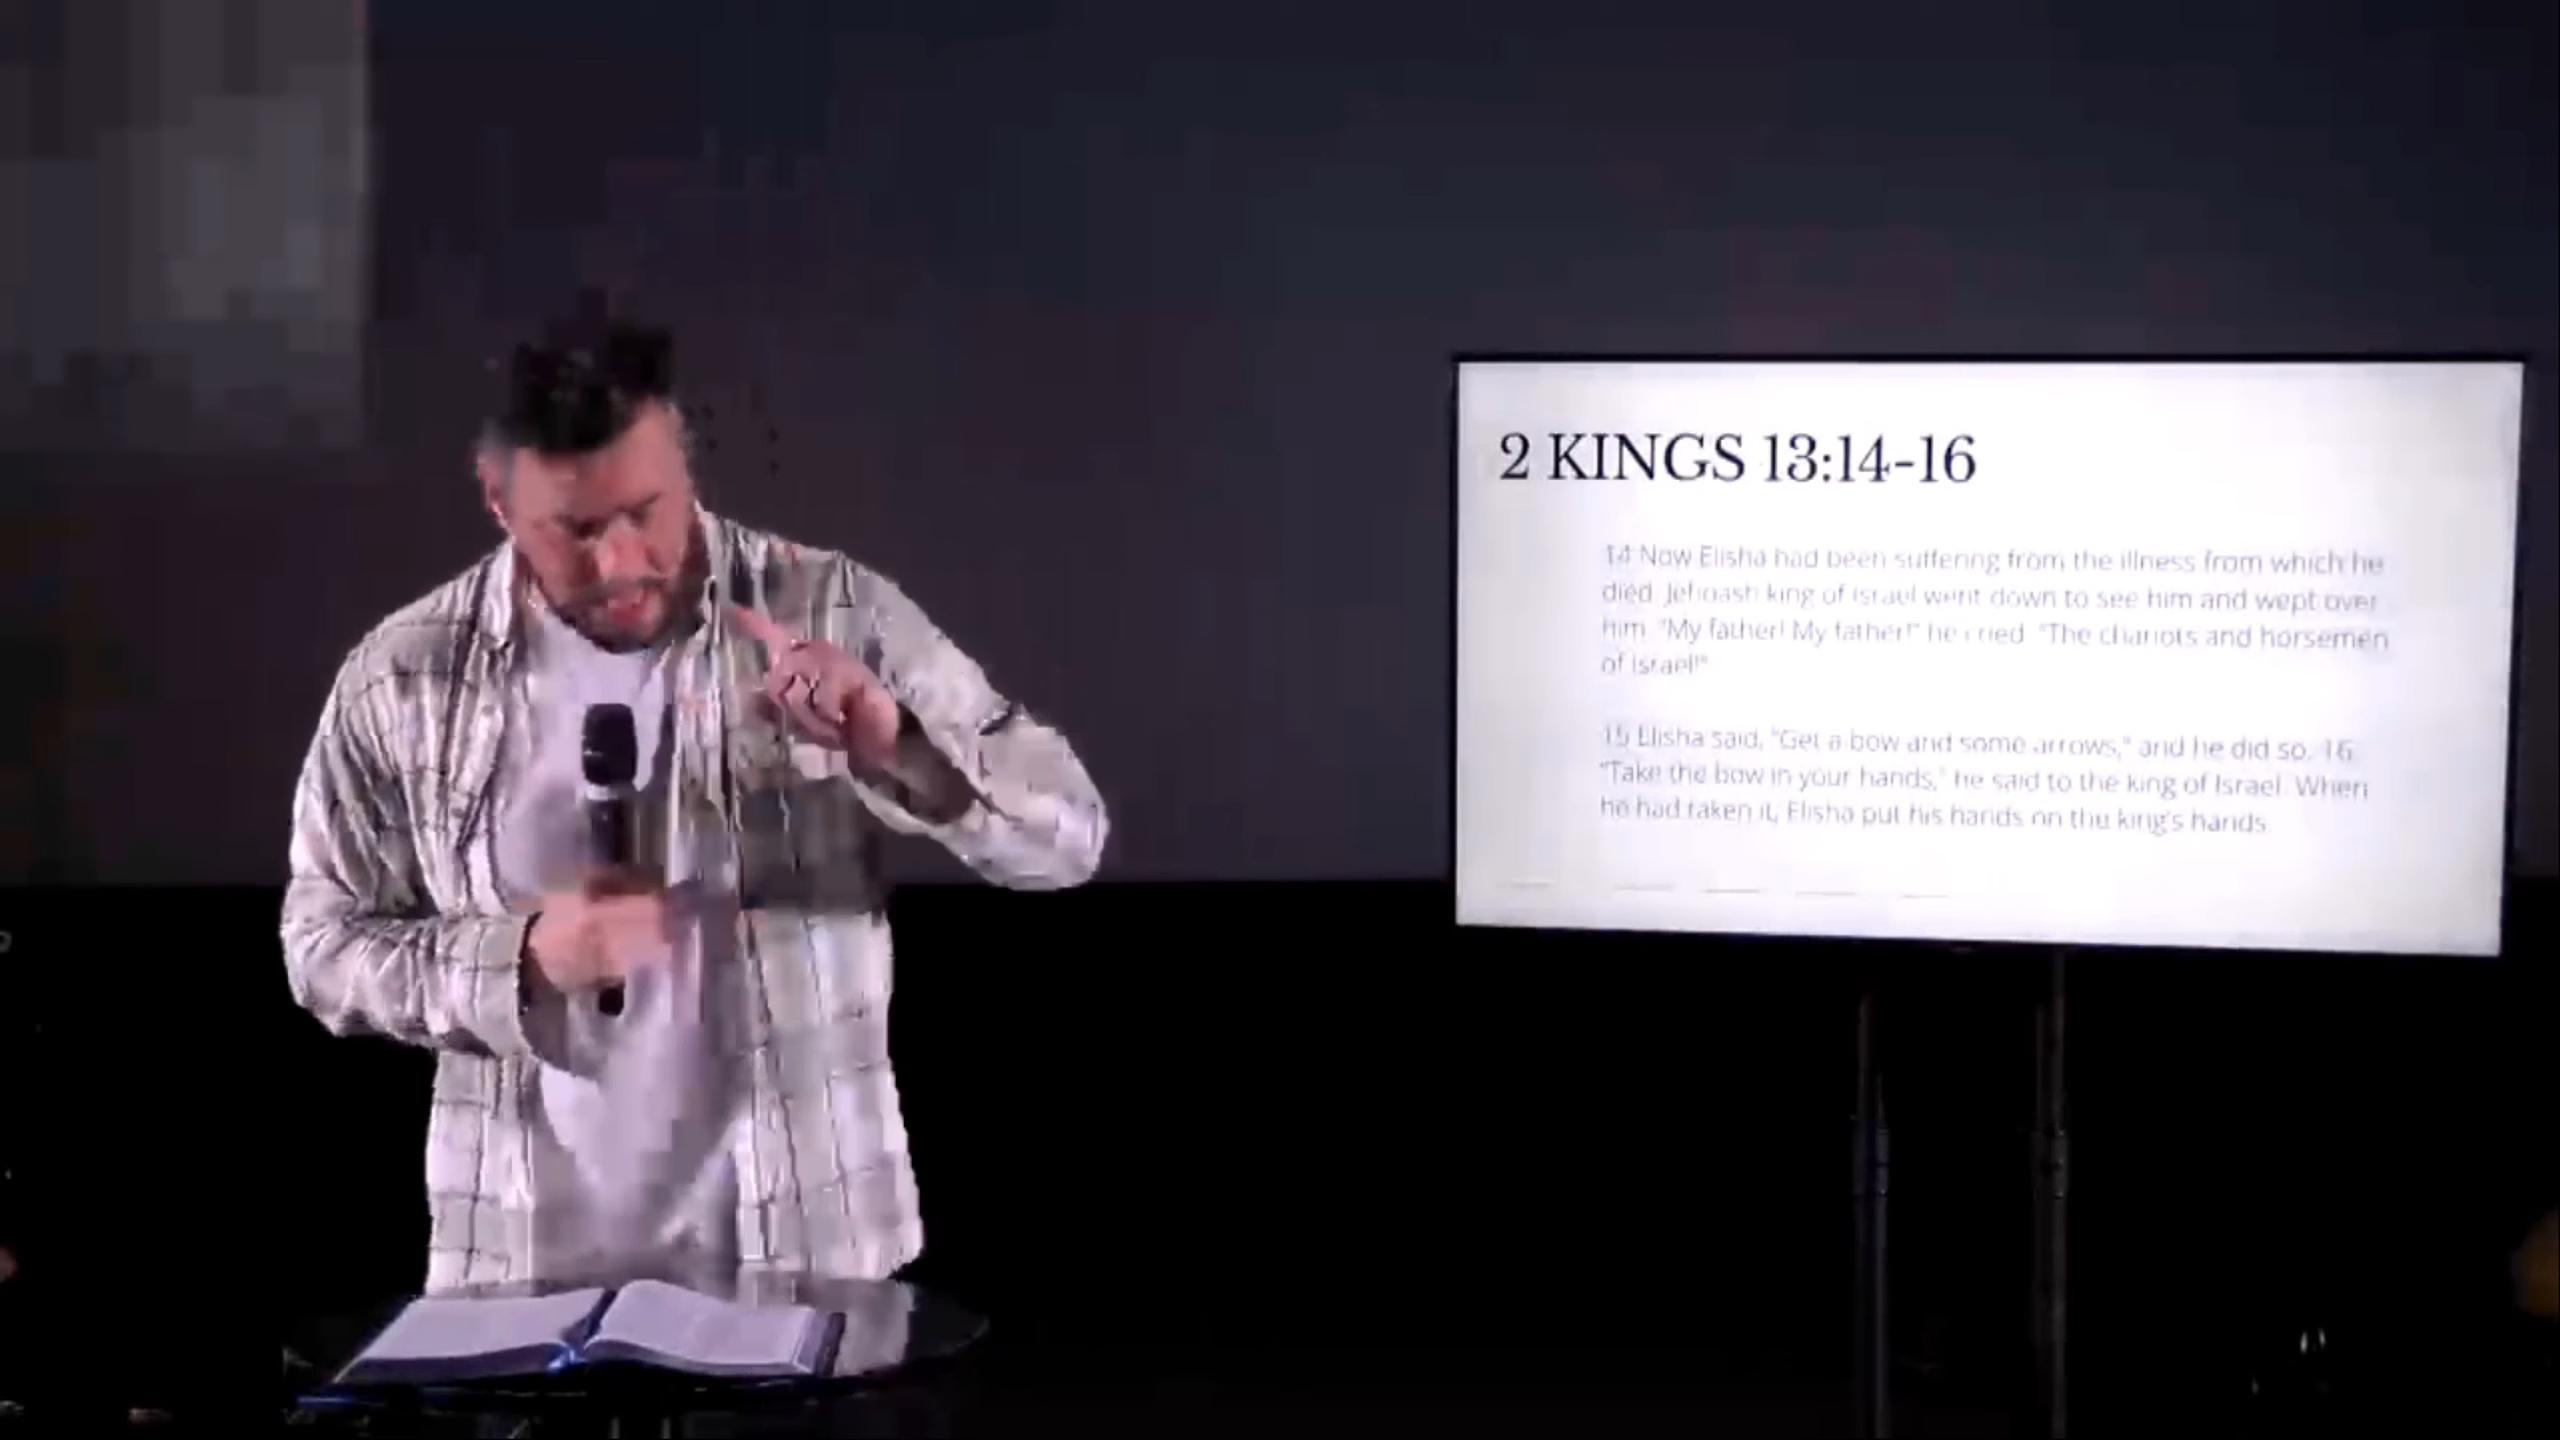 2 KINGS 13:14-16
14 Now Elisha had been suffering from the illness from which he
died. Jehoash king of Israel went down to see him and wept over
him. "My father! My father!" he cried. "The chariots and horsemen
of Israel!"
15 Elisha said, "Get a bow and some arrows," and he did so. 16
"Take the bow in your hands," he said to the king of Israel. When
he had taken it, Elisha put his hands on the king's hands.